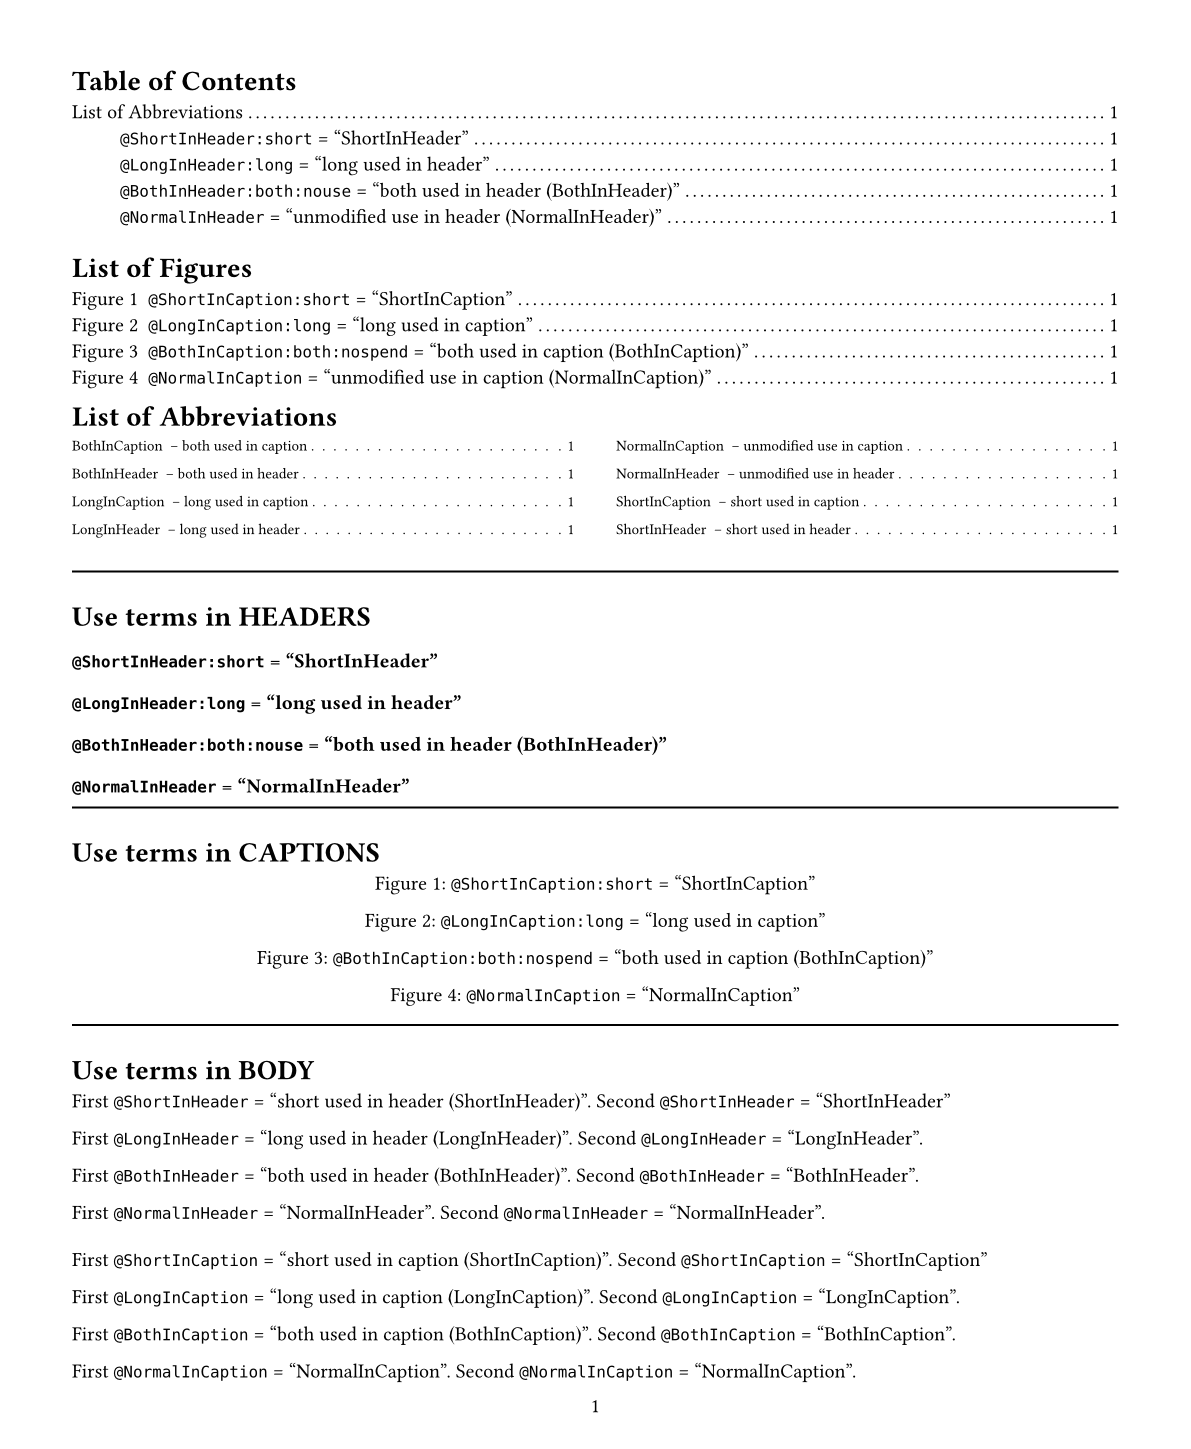 Table of Contents
List of Abbreviations ........ 1
@ShortInHeader:short = “ShortInHeader” ........ 1
@LongInHeader:long = “long used in header” ........ 1
@BothInHeader:both:nouse = “both used in header (BothInHeader)” ........ 1
@NormalInHeader = “unmodified use in header (NormalInHeader)” ........ 1
List of Figures
Figure 1 @ShortInCaption:short = “ShortInCaption” ........ 1
Figure 2 @LongInCaption:long = “long used in caption” ........ 1
Figure 3 @BothInCaption:both:nospend = “both used in caption (BothInCaption)” ........ 1
Figure 4 @NormalInCaption = “unmodified use in caption (NormalInCaption)” ........ 1
List of Abbreviations
BothInCaption – both used in caption ........ 1
BothInHeader – both used in header ........ 1
LongInCaption – long used in caption ........ 1
LongInHeader – long used in header ........ 1
NormalInCaption – unmodified use in caption ........ 1
NormalInHeader – unmodified use in header ........ 1
ShortInCaption – short used in caption ........ 1
ShortInHeader – short used in header ........ 1
Use terms in HEADERS
@ShortInHeader:short = “ShortInHeader”
@LongInHeader:long = “long used in header”
@BothInHeader:both:nouse = “both used in header (BothInHeader)”
@NormalInHeader = “NormalInHeader”
Use terms in CAPTIONS
Figure 1: @ShortInCaption:short = “ShortInCaption”
Figure 2: @LongInCaption:long = “long used in caption”
Figure 3: @BothInCaption:both:nospend = “both used in caption (BothInCaption)”
Figure 4: @NormalInCaption = “NormalInCaption”
Use terms in BODY
First @ShortInHeader = “short used in header (ShortInHeader)”. Second @ShortInHeader = “ShortInHeader”
First @LongInHeader = “long used in header (LongInHeader)”. Second @LongInHeader = “LongInHeader”.
First @BothInHeader = “both used in header (BothInHeader)”. Second @BothInHeader = “BothInHeader”.
First @NormalInHeader = “NormalInHeader”. Second @NormalInHeader = “NormalInHeader”.
First @ShortInCaption = “short used in caption (ShortInCaption)”. Second @ShortInCaption = “ShortInCaption”
First @LongInCaption = “long used in caption (LongInCaption)”. Second @LongInCaption = “LongInCaption”.
First @BothInCaption = “both used in caption (BothInCaption)”. Second @BothInCaption = “BothInCaption”.
First @NormalInCaption = “NormalInCaption”. Second @NormalInCaption = “NormalInCaption”.
1